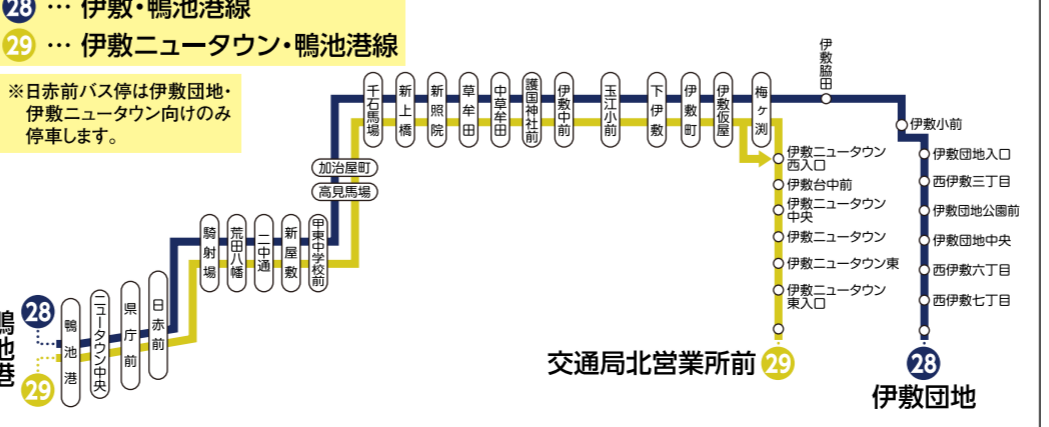 28 … 伊敷・鴨池港線
29 … 伊敷ニュータウン・鴨池港線
※日赤前バス停は伊敷団地・
伊敷ニュータウン向けのみ
停車します。
鴨池港
28
29
鴨池港
ニュータウン中央
県庁前
日赤前
騎射場
荒田八幡
二中通
新屋敷
甲東中学校前
高見馬場
加治屋町
千石馬場
新上橋
新照院
草牟田
中草牟田
護国神社前
伊敷中前
玉江小前
下伊敷
伊敷町
伊敷仮屋
梅ヶ渕
伊敷脇田
伊敷小前
伊敷団地入口
西伊敷三丁目
伊敷団地公園前
伊敷団地中央
西伊敷六丁目
西伊敷七丁目
28
伊敷団地
伊敷ニュータウン
西入口
伊敷台中前
伊敷ニュータウン
中央
伊敷ニュータウン
伊敷ニュータウン東
伊敷ニュータウン
東入口
交通局北営業所前 29